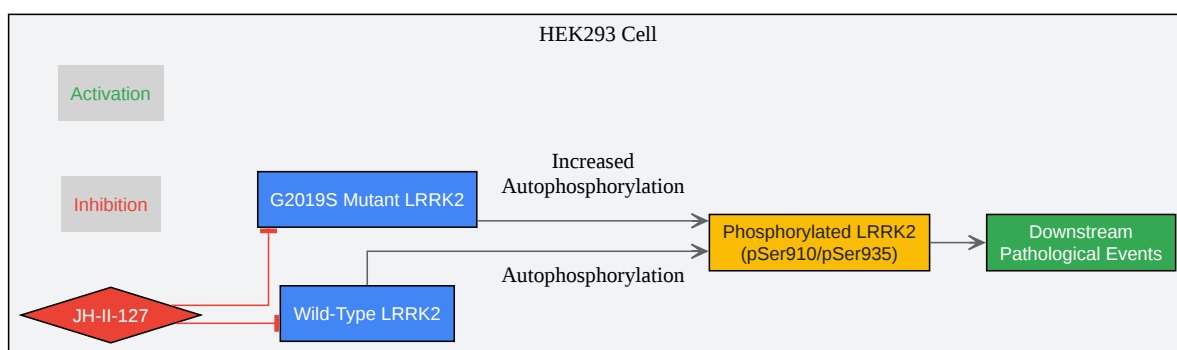 HEK293 Cell
Activation
Inhibition
G2019S Mutant LRRK2
Increased
Autophosphorylation
Phosphorylated LRRK2
(pSer910/pSer935)
Downstream
Pathological Events
Autophosphorylation
JH-II-127
Wild-Type LRRK2